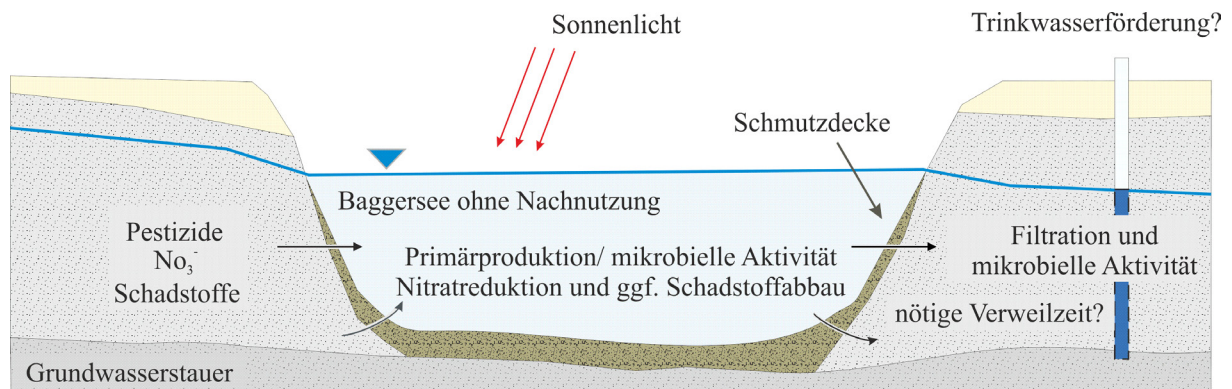 Sonnenlicht
Trinkwasserförderung?
Schmutzdecke
Baggersee ohne Nachnutzung
Pestizide
No₃⁻
Schadstoffe
Primärproduktion/ mikrobielle Aktivität
Nitratreduktion und ggf. Schadstoffabbau
Filtration und
mikrobielle Aktivität
nötige Verweilzeit?
Grundwasserstauer